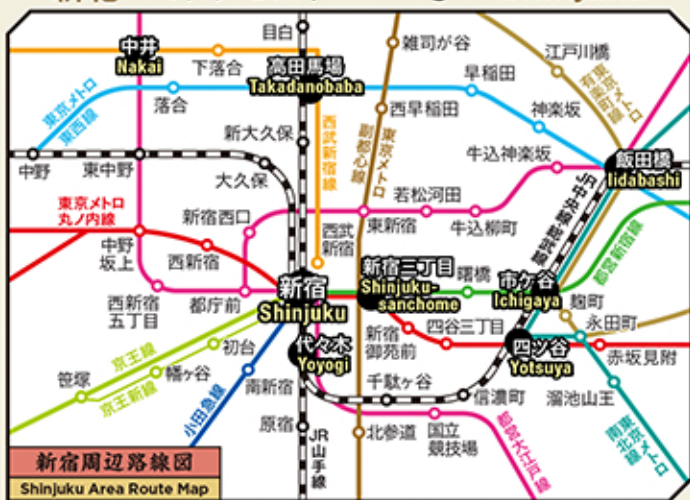 目白
中井
Nakai
下落合
高田馬場
Takadanobaba
雑司が谷
江戸川橋
有楽町線
東京メトロ
東京メトロ
東西線
落合
早稲田
西早稲田
神楽坂
新大久保
西武新宿線
東京メトロ
副都心線
牛込神楽坂
飯田橋
Iidabashi
中野
東中野
大久保
JR中央線・総武線
東京メトロ
丸ノ内線
新宿西口
若松河田
西武
新宿
東新宿
牛込柳町
都営新宿線
中野
坂上
西新宿
新宿
Shinjuku
新宿三丁目
Shinjuku-
sanchome
曙橋
市ケ谷
Ichigaya
麹町
永田町
西新宿
五丁目
都庁前
新宿
御苑前
四谷三丁目
四ツ谷
Yotsuya
赤坂見附
京王線
京王新線
初台
幡ヶ谷
笹塚
代々木
Yoyogi
小田急線
南新宿
千駄ヶ谷
信濃町
溜池山王
原宿
JR山手線
北参道
国立
競技場
都営大江戸線
東京メトロ
南北線
新宿周辺路線図
Shinjuku Area Route Map